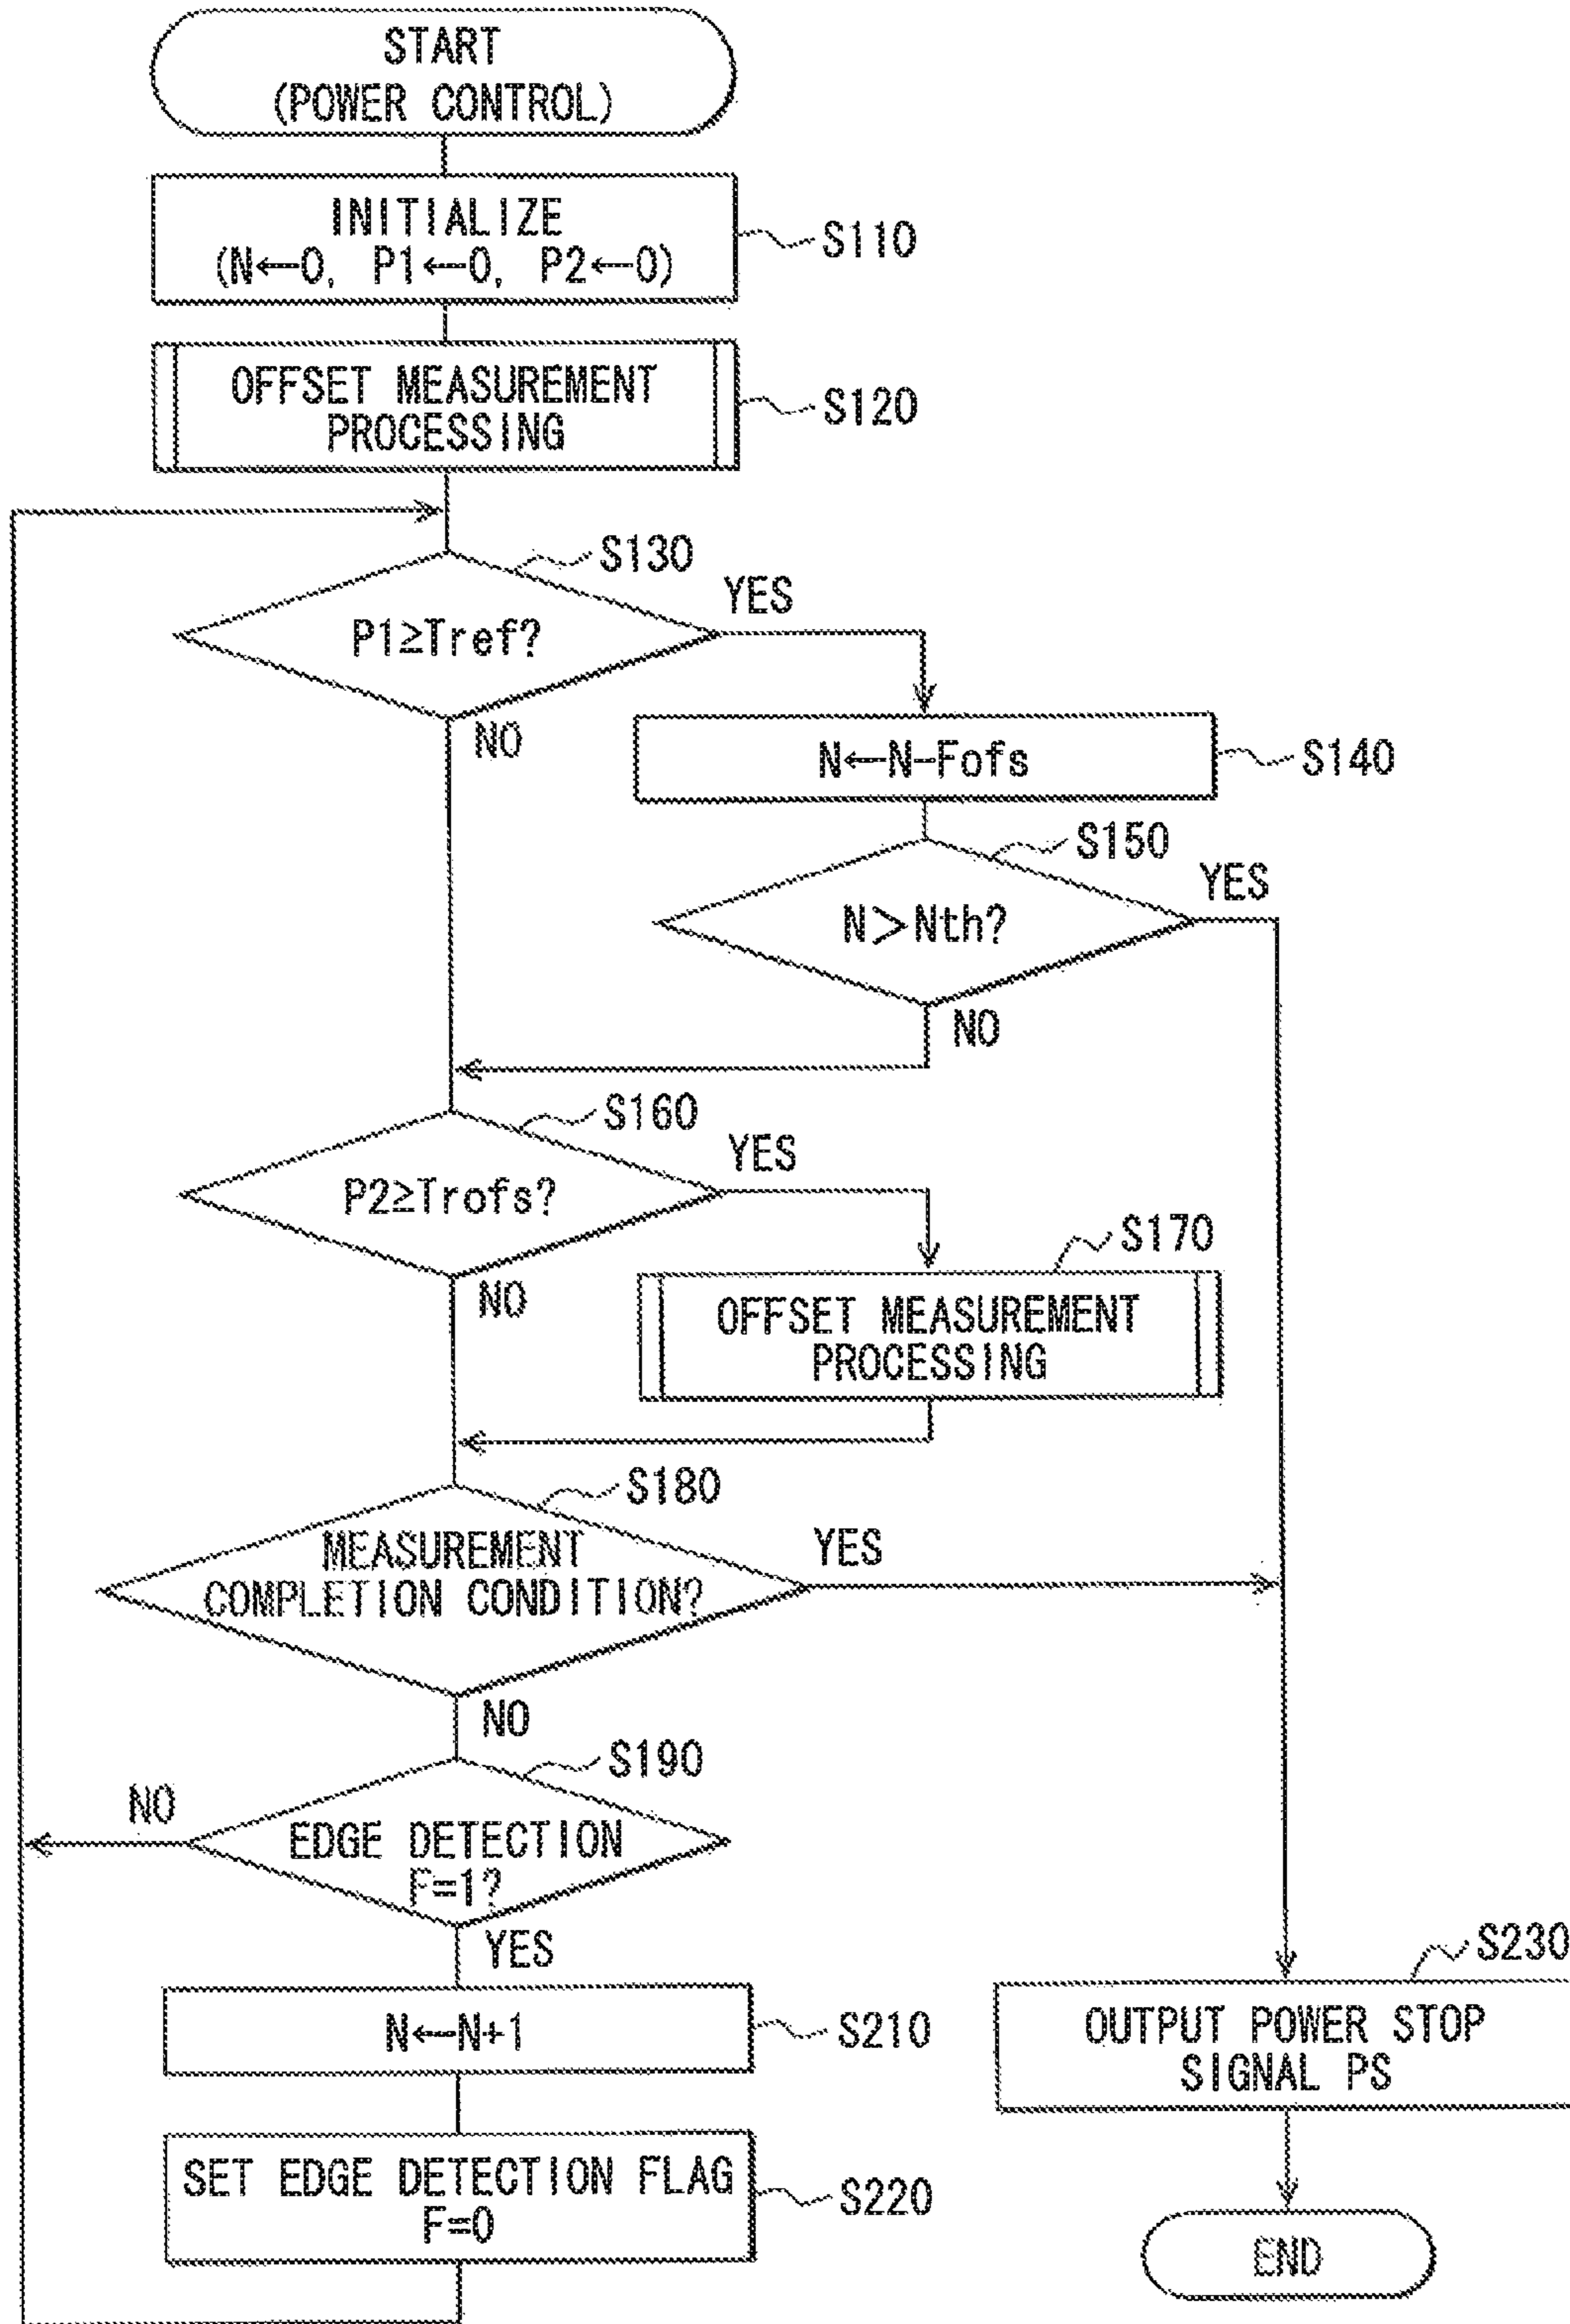 START
(POWER CONTROL)
INITIALIZE
(N←0, P1←0, P2←0)
S110
OFFSET MEASUREMENT
PROCESSING
S120
S130
P1≥Tref?
YES
NO
N←N-Fofs
S140
S150
N>Nth?
YES
NO
S160
P2≥Trofs?
YES
NO
S170
OFFSET MEASUREMENT
PROCESSING
S180
MEASUREMENT
COMPLETION CONDITION?
YES
NO
S190
EDGE DETECTION
F=1?
NO
YES
N←N+1
S210
SET EDGE DETECTION FLAG
F=0
S220
S230
OUTPUT POWER STOP
SIGNAL PS
END